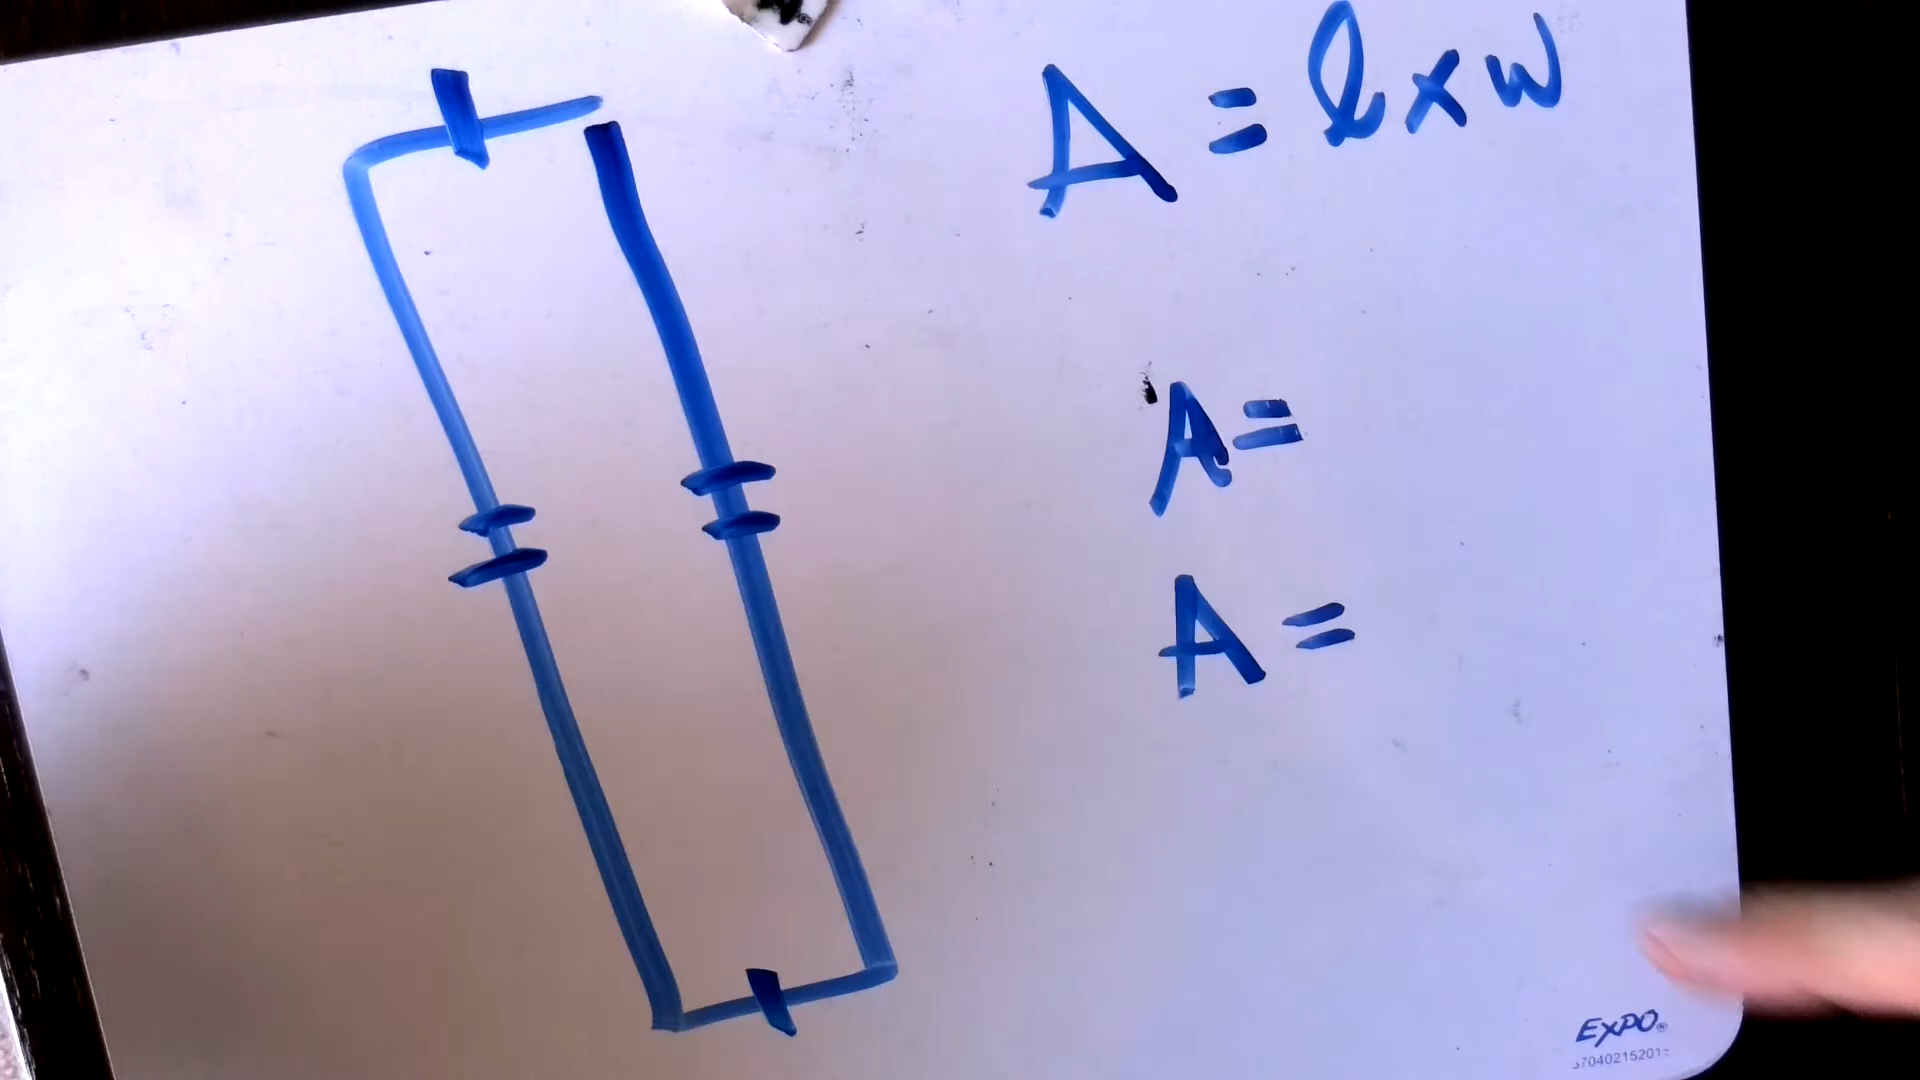 A = l x w
A =
A =
EXPO®